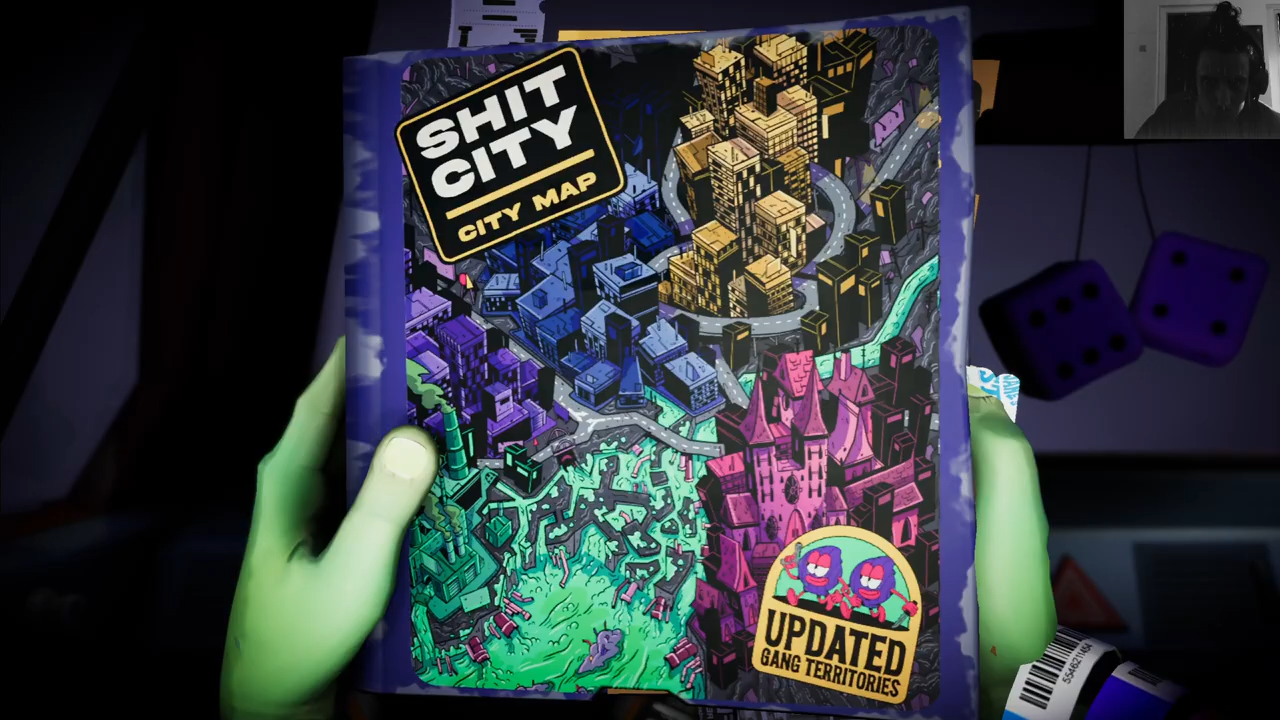 SHIT
CITY
CITY MAP
UPDATED
GANG TERRITORIES